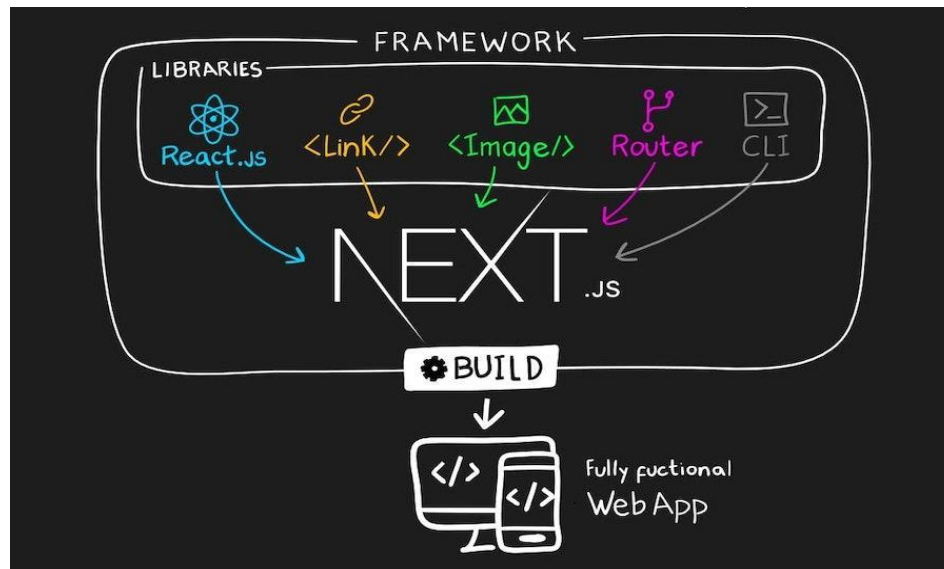 FRAMEWORK
LIBRARIES
React.JS
<Link/>
<Image/>
Router
>_
CLI
NEXT.JS
BUILD
</>
</>
Fully fuctional
Web App